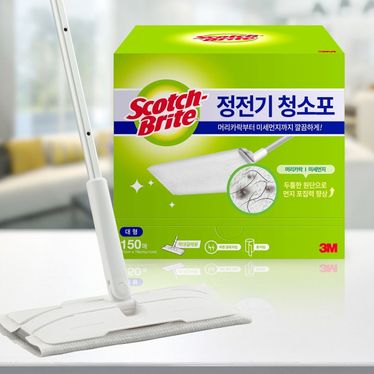 Scotch-
Brite
정전기 청소포
머리카락부터 미세먼지까지 깔끔하게!
머리카락 | 미세먼지
두툼한 원단으로
먼지 포집력 향상
대형
150매
3M